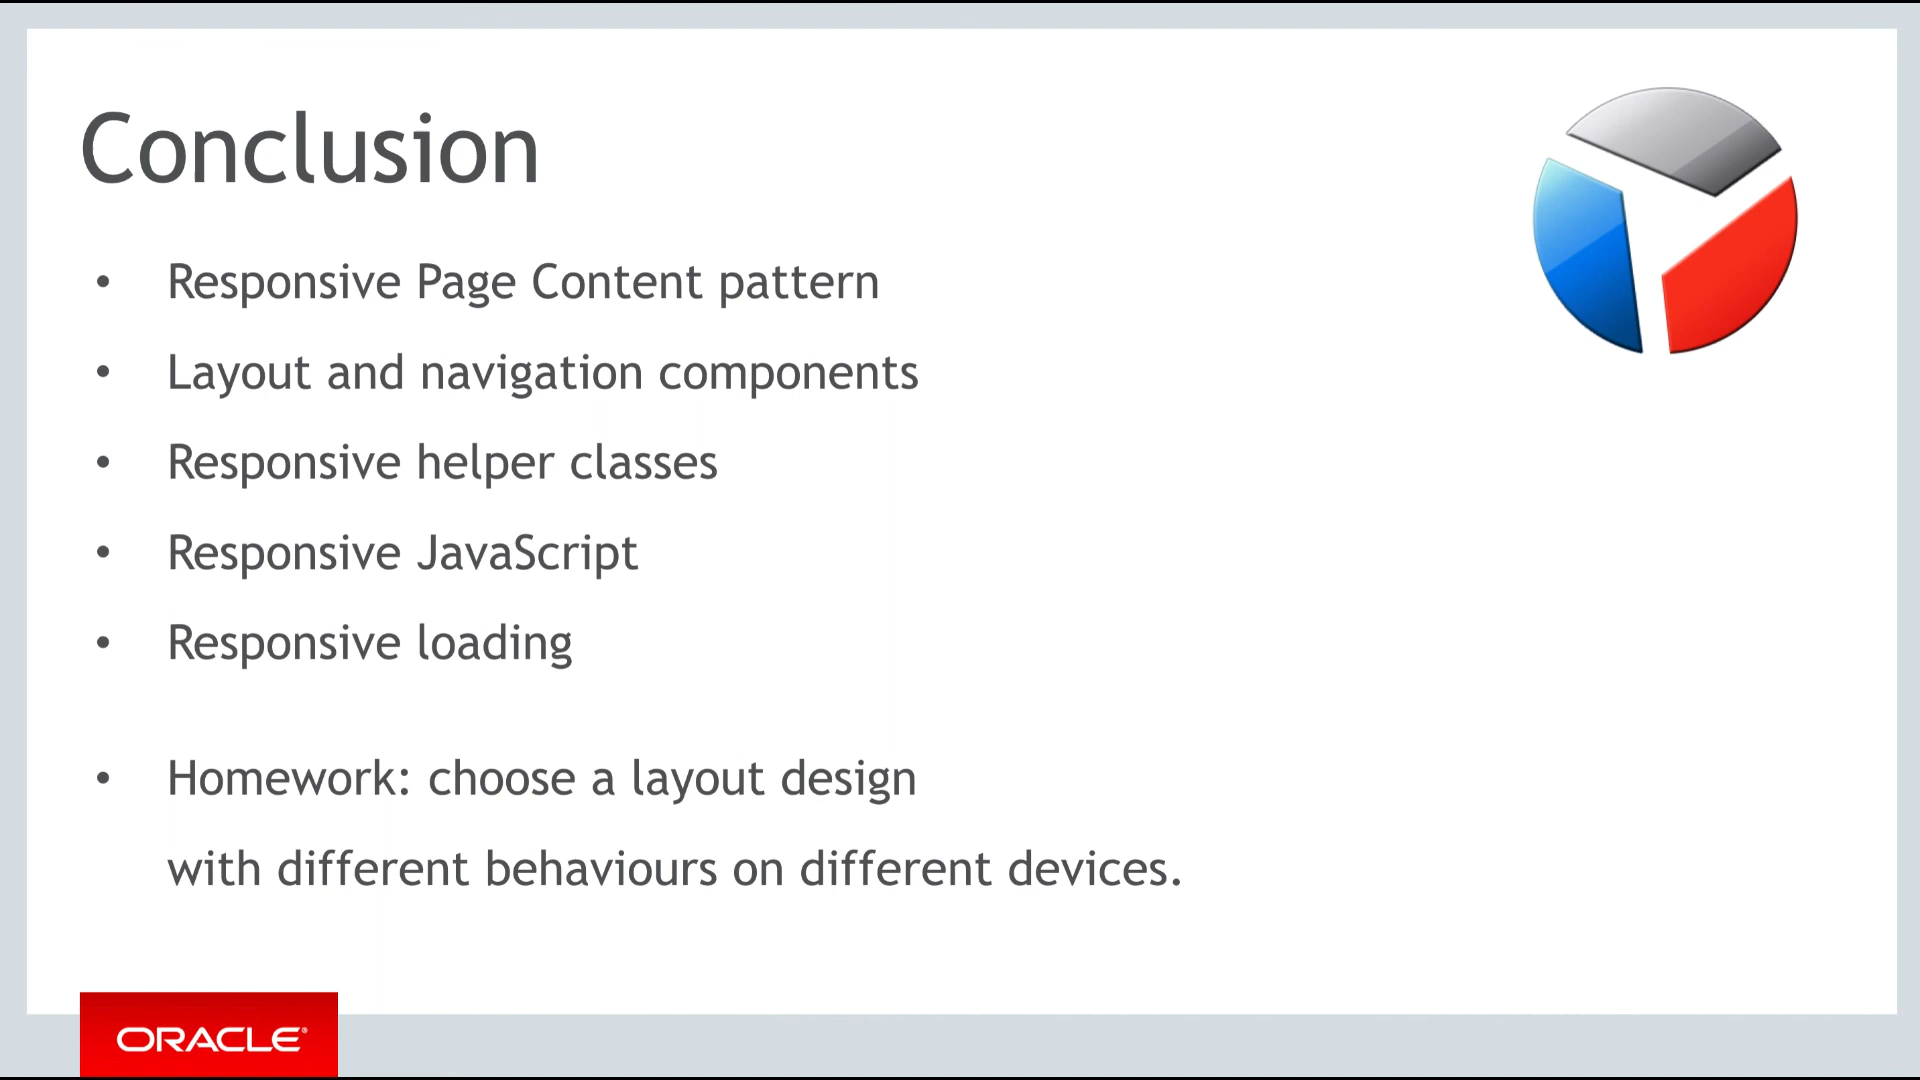 Conclusion
• Responsive Page Content pattern
• Layout and navigation components
• Responsive helper classes
• Responsive JavaScript
• Responsive loading
• Homework: choose a layout design
with different behaviours on different devices.
ORACLE®